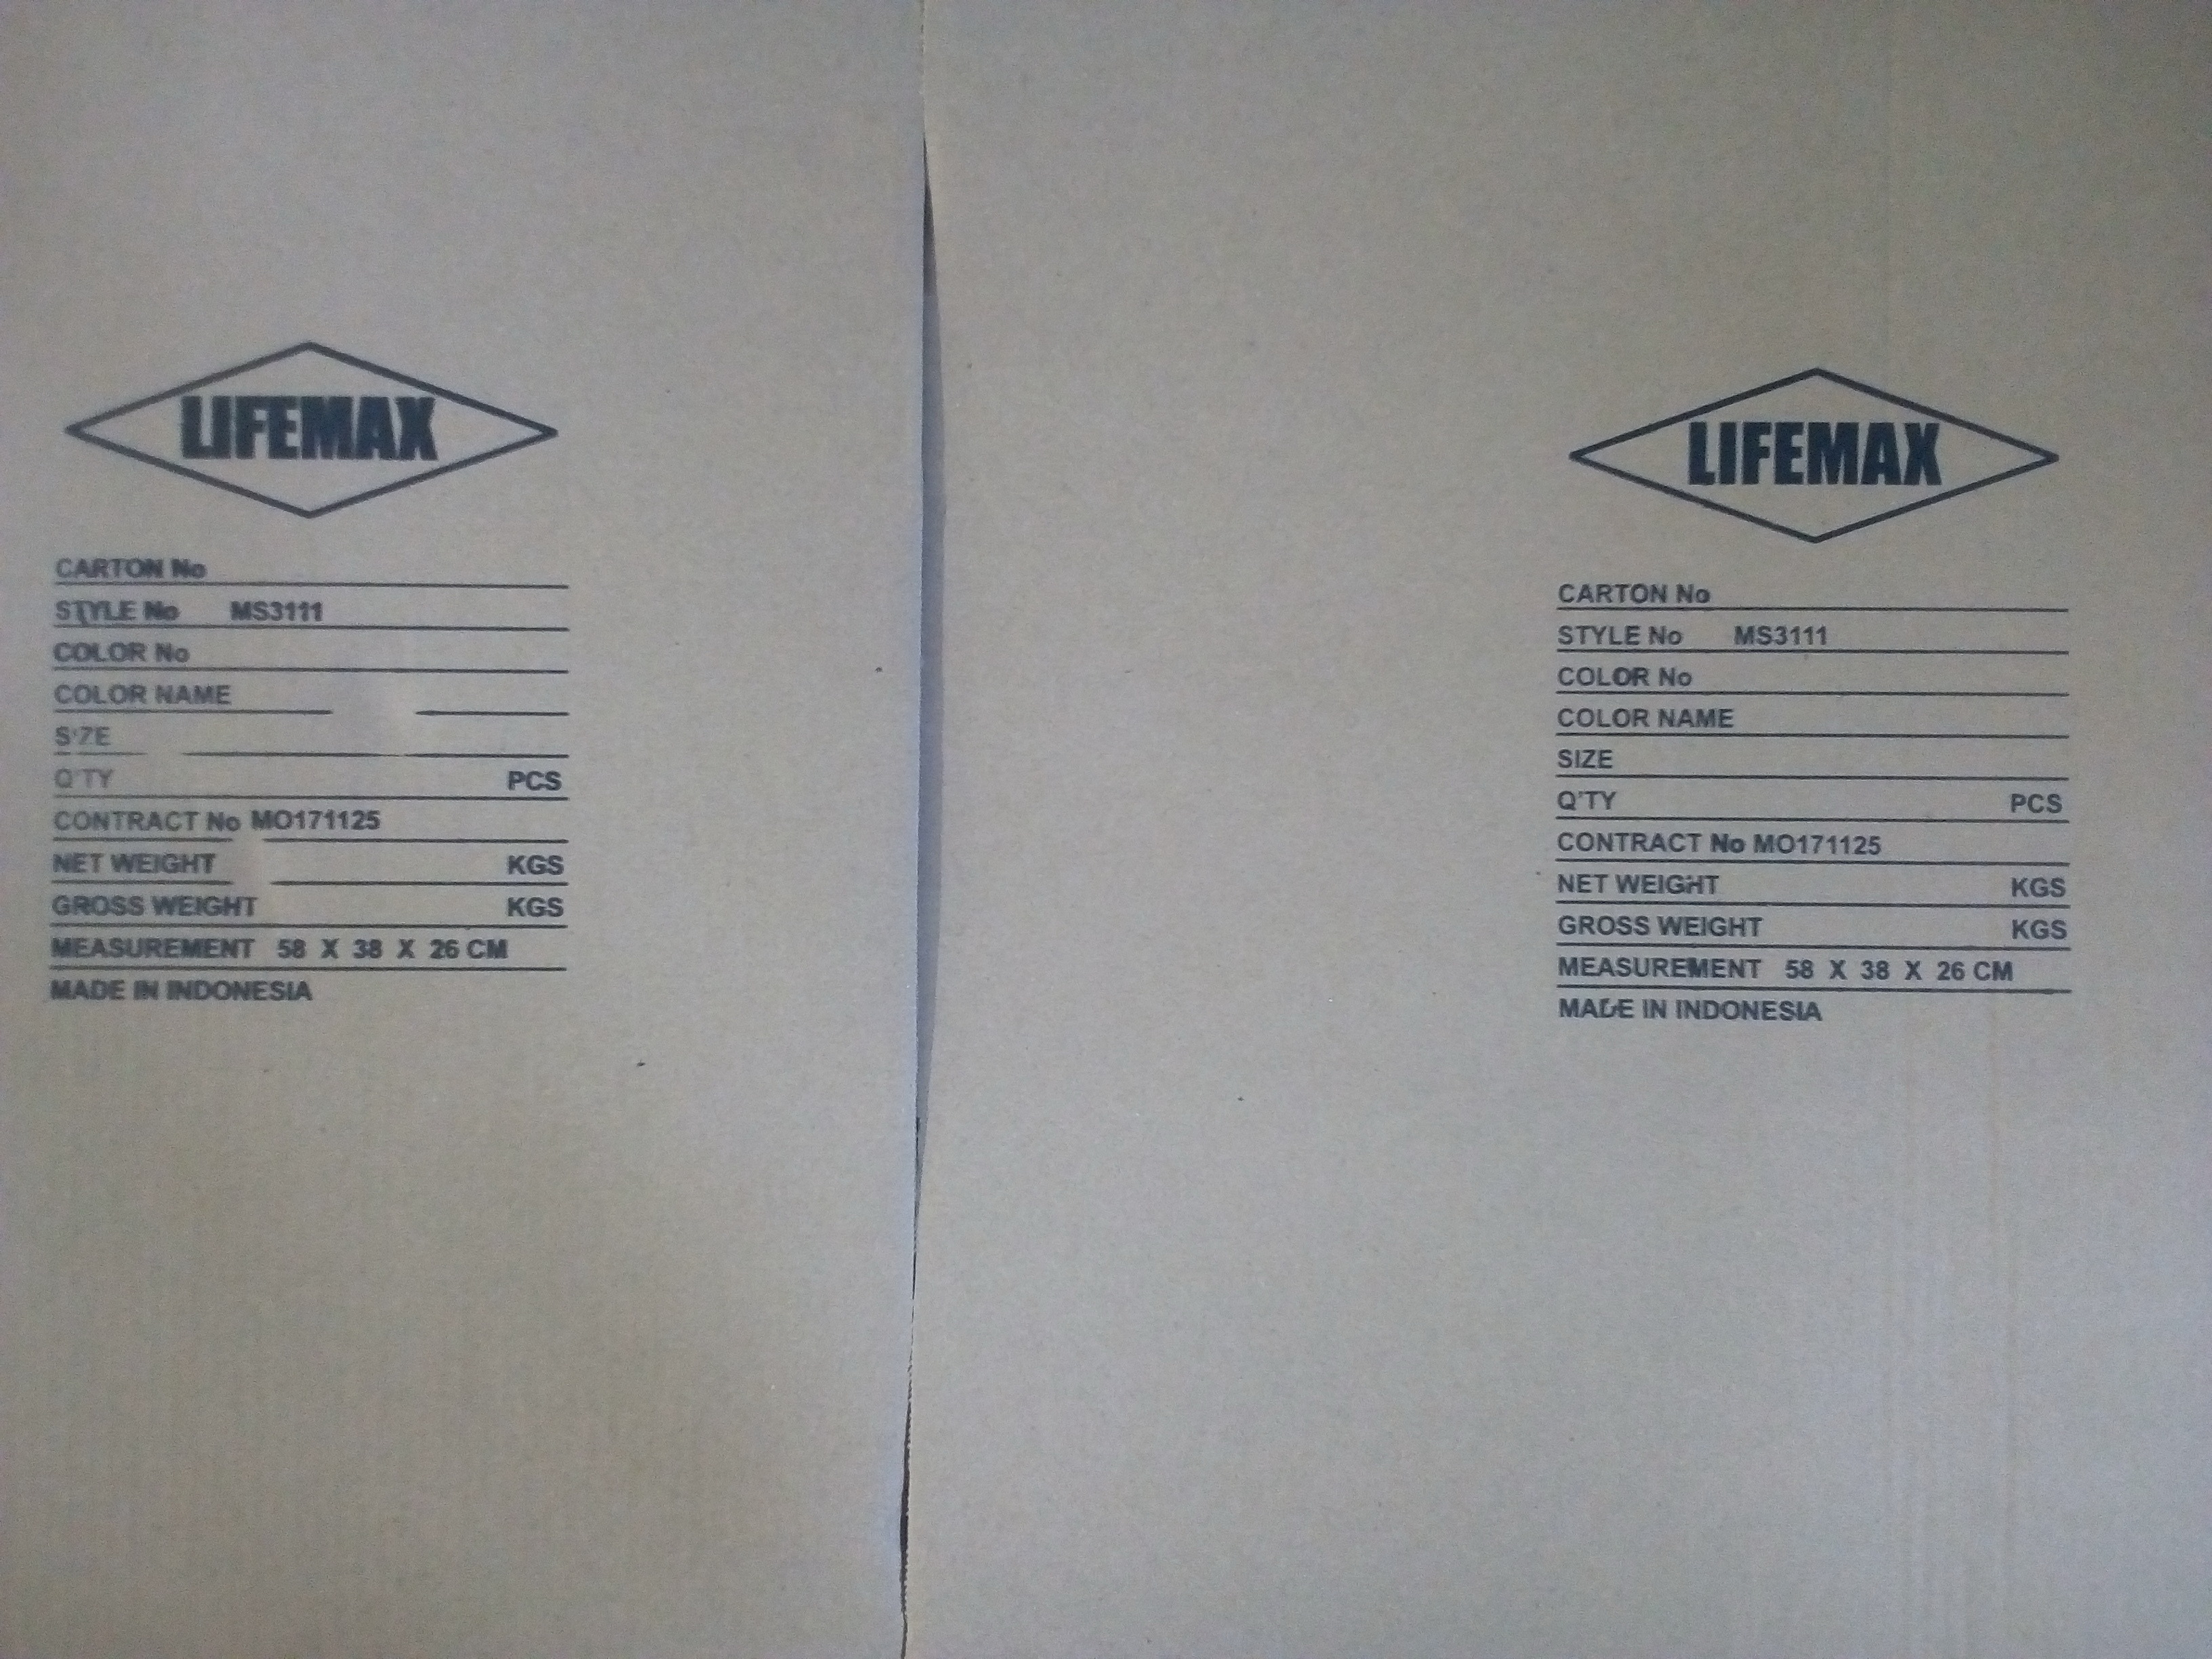 LIFEMAX
CARTON No
STYLE No MS3111
COLOR No
COLOR NAME
SIZE
Q'TY PCS
CONTRACT No MO171125
NET WEIGHT KGS
GROSS WEIGHT KGS
MEASUREMENT 58 X 38 X 26 CM
MADE IN INDONESIA
LIFEMAX
CARTON No
STYLE No MS3111
COLOR No
COLOR NAME
SIZE
Q'TY PCS
CONTRACT No MO171125
NET WEIGHT KGS
GROSS WEIGHT KGS
MEASUREMENT 58 X 38 X 26 CM
MADE IN INDONESIA